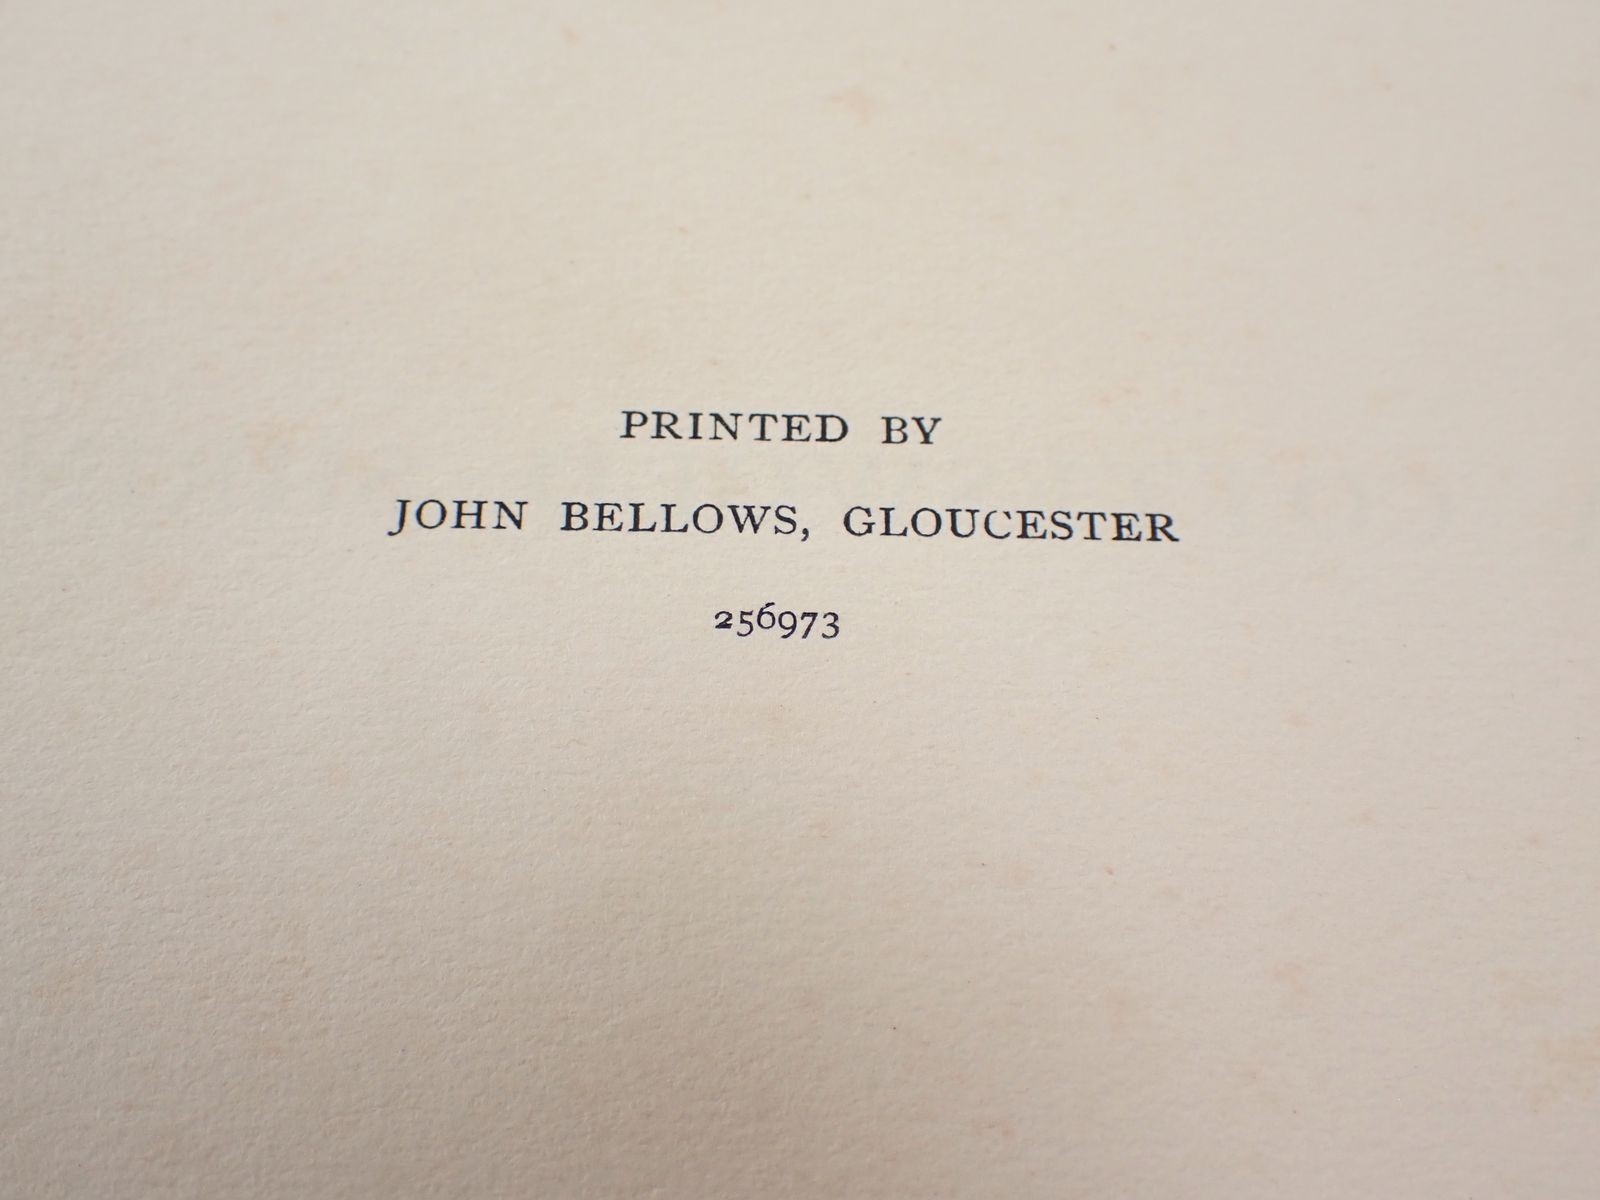 PRINTED BY
JOHN BELLOWS, GLOUCESTER
256973